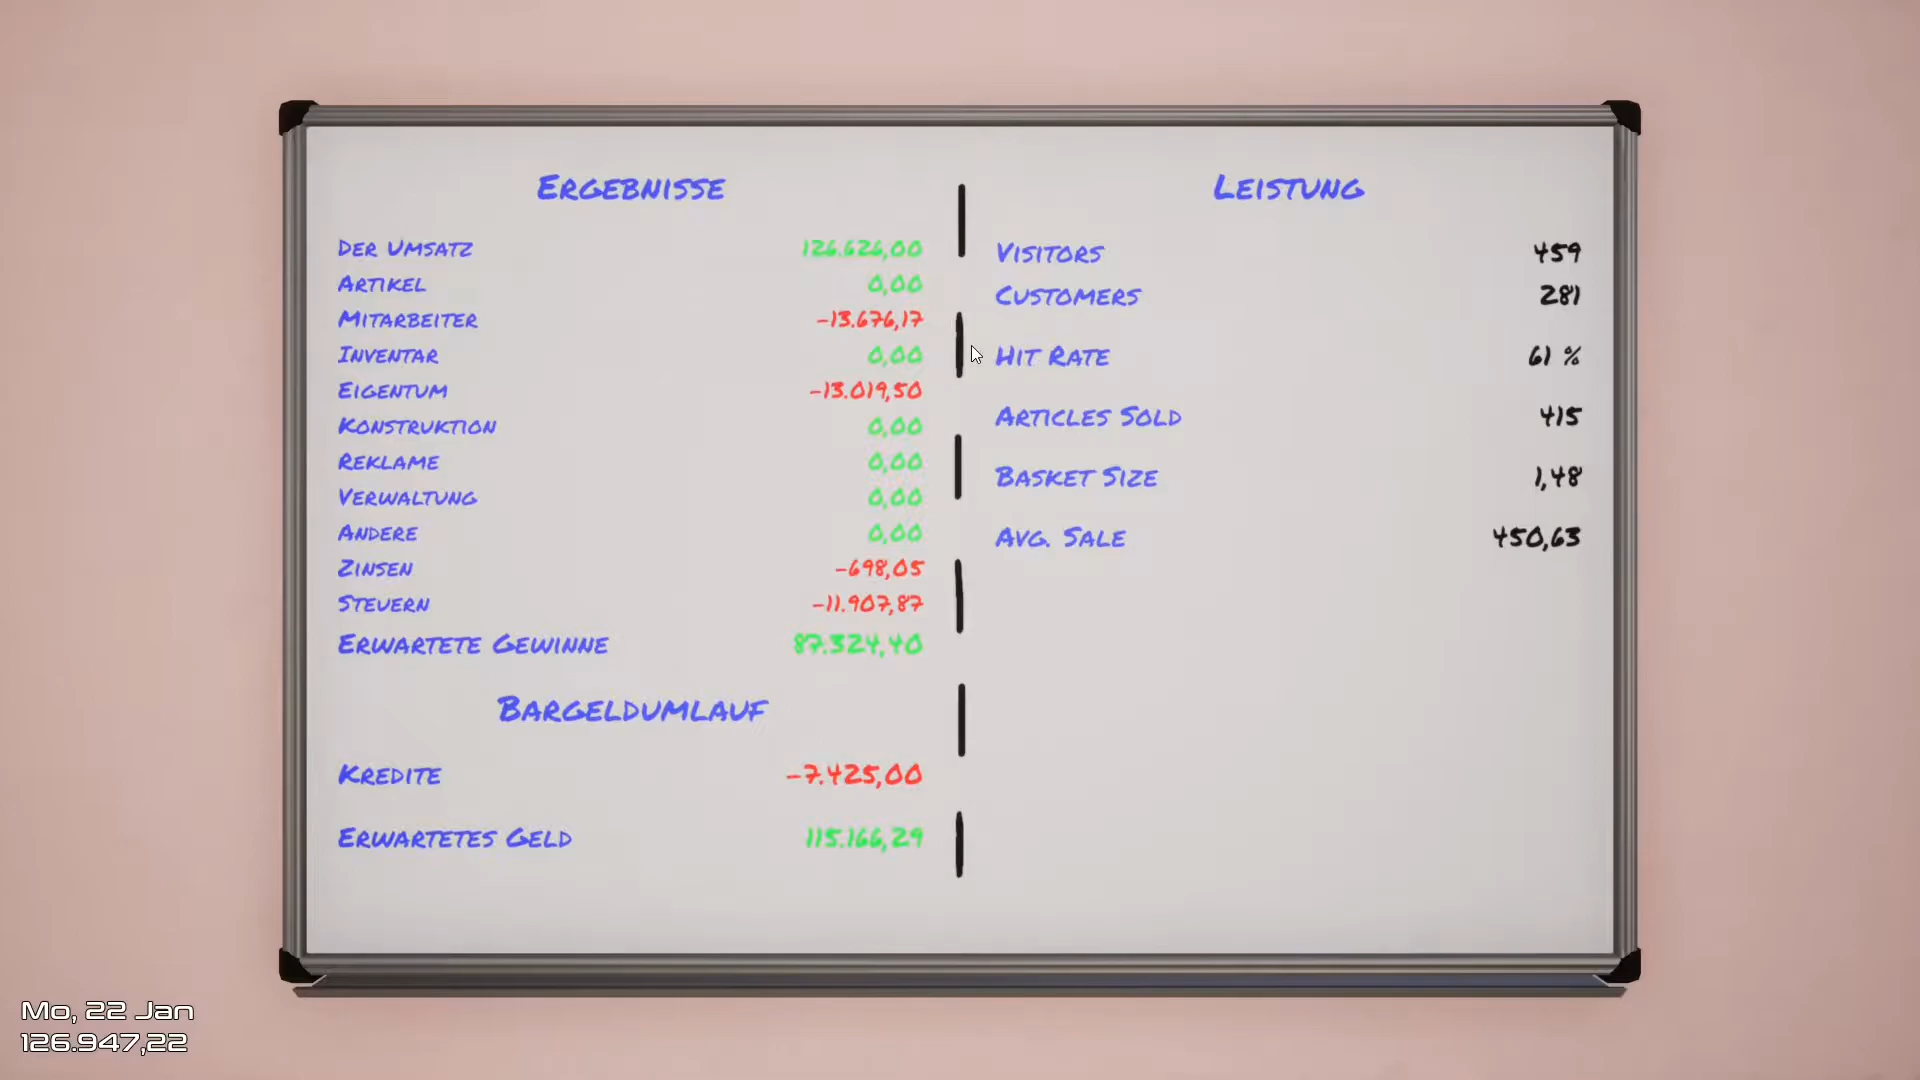 Ergebnisse
Der Umsatz 126.626,00
Artikel 0,00
Mitarbeiter -13.676,17
Inventar 0,00
Eigentum -13.019,50
Konstruktion 0,00
Reklame 0,00
Verwaltung 0,00
Andere 0,00
Zinsen -698,05
Steuern -11.907,87
Erwartete Gewinne 87.324,40
Bargeldumlauf
Kredite -7.425,00
Erwartetes Geld 115.166,29
Leistung
Visitors 459
Customers 281
Hit Rate 61 %
Articles Sold 415
Basket Size 1,48
Avg. Sale 450,63
Mo, 22 Jan
126.947,22